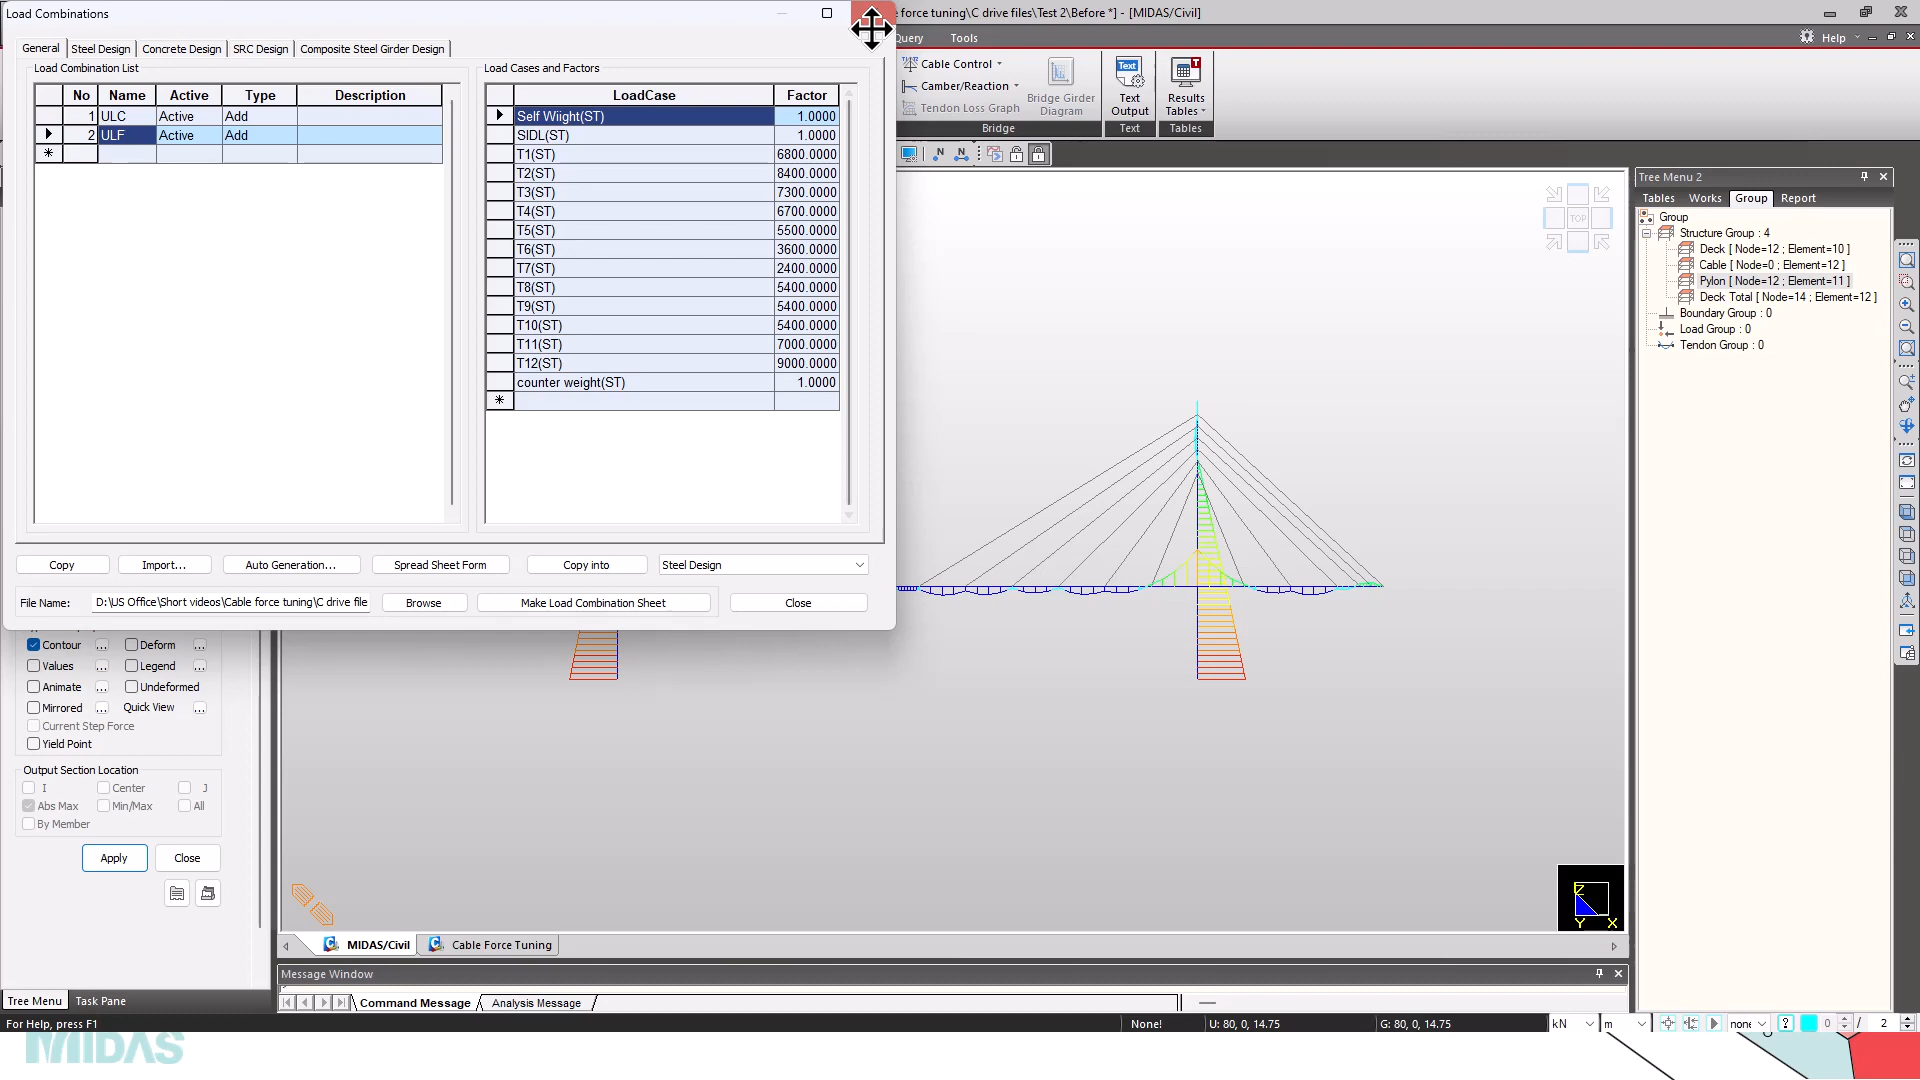 Load Combinations
e force tuning\C drive files\Test 2\Before *] - [MIDAS/Civil]
Query Tools
Help
General Steel Design Concrete Design SRC Design Composite Steel Girder Design
Load Combination List
No Name Active Type Description
1 ULC Active Add
2 ULF Active Add
Load Cases and Factors
LoadCase Factor
Self Wiight(ST) 1.0000
SIDL(ST) 1.0000
T1(ST) 6800.0000
T2(ST) 8400.0000
T3(ST) 7300.0000
T4(ST) 6700.0000
T5(ST) 5500.0000
T6(ST) 3600.0000
T7(ST) 2400.0000
T8(ST) 5400.0000
T9(ST) 5400.0000
T10(ST) 5400.0000
T11(ST) 7000.0000
T12(ST) 9000.0000
counter weight(ST) 1.0000
Copy Import... Auto Generation... Spread Sheet Form Copy into Steel Design
File Name: D:\US Office\Short videos\Cable force tuning\C drive file Browse Make Load Combination Sheet Close
Cable Control
Camber/Reaction
Tendon Loss Graph
Bridge Girder
Diagram
Bridge
Text
Text
Output
Text
Results
Tables
Tables
TOP
Tree Menu 2
Tables Works Group Report
Group
Structure Group : 4
Deck [ Node=12 ; Element=10 ]
Cable [ Node=0 ; Element=12 ]
Pylon [ Node=12 ; Element=11 ]
Deck Total [ Node=14 ; Element=12 ]
Boundary Group : 0
Load Group : 0
Tendon Group : 0
Contour ... Deform ...
Values ... Legend ...
Animate ... Undeformed
Mirrored ... Quick View ...
Current Step Force
Yield Point
Output Section Location
I Center J
Abs Max Min/Max All
By Member
Apply Close
Z
Y X
MIDAS/Civil Cable Force Tuning
Message Window
Command Message Analysis Message
Tree Menu Task Pane
For Help, press F1 None! U: 80, 0, 14.75 G: 80, 0, 14.75 kN m none ? 0 / 2
MIDAS